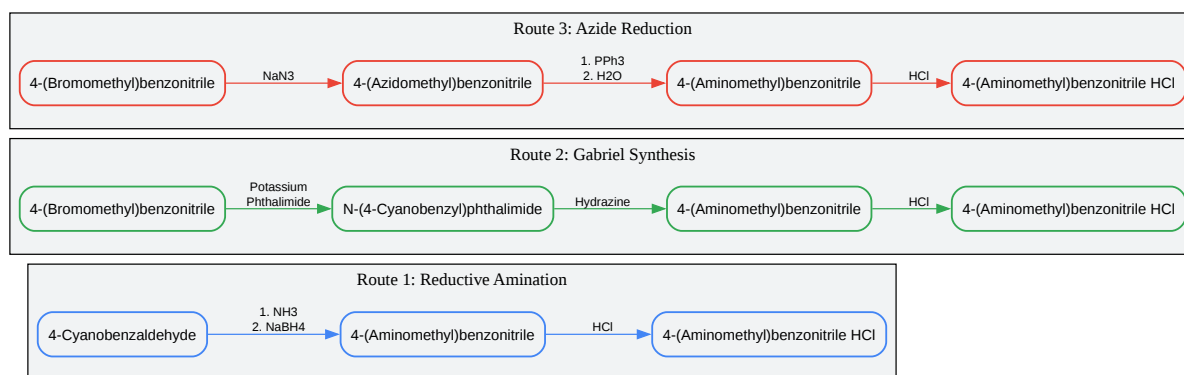 Route 3: Azide Reduction
4-(Bromomethyl)benzonitrile
NaN3
4-(Azidomethyl)benzonitrile
1. PPh3
2. H2O
4-(Aminomethyl)benzonitrile
HCl
4-(Aminomethyl)benzonitrile HCl
Route 2: Gabriel Synthesis
4-(Bromomethyl)benzonitrile
Potassium
Phthalimide
N-(4-Cyanobenzyl)phthalimide
Hydrazine
4-(Aminomethyl)benzonitrile
HCl
4-(Aminomethyl)benzonitrile HCl
Route 1: Reductive Amination
4-Cyanobenzaldehyde
1. NH3
2. NaBH4
4-(Aminomethyl)benzonitrile
HCl
4-(Aminomethyl)benzonitrile HCl